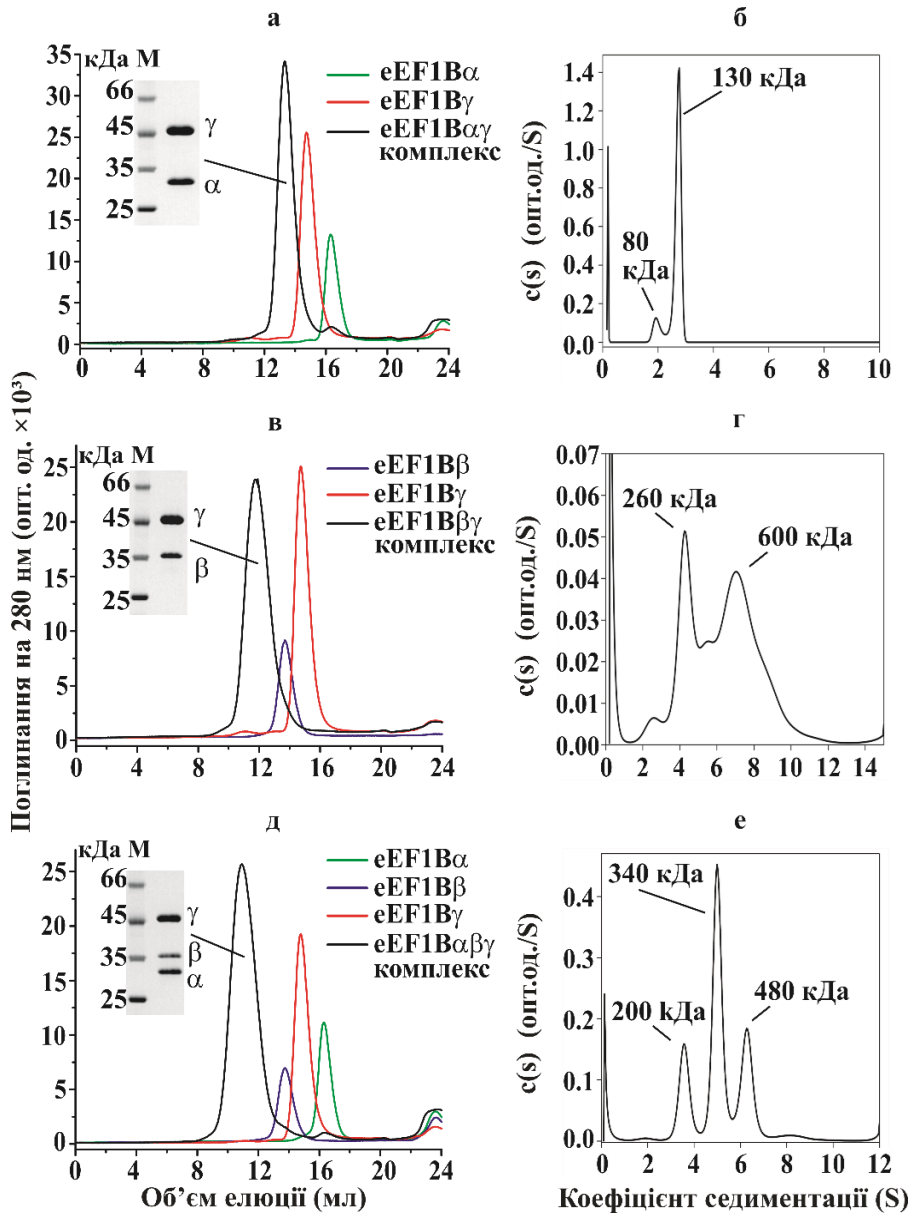 а
35
30
25
20
15
10
5
0
кДа М
66
45
35
25
γ
α
eEF1Bα
eEF1Bγ
eEF1Bαγ
комплекс
0 4 8 12 16 20 24
б
1.4
1.2
1.0
0.8
0.6
0.4
0.2
0.0
130 кДа
80
кДа
c(s) (опт.од./S)
0 2 4 6 8 10
в
25
20
15
10
5
0
кДа М
66
45
35
25
γ
β
eEF1Bβ
eEF1Bγ
eEF1Bβγ
комплекс
0 4 8 12 16 20 24
г
0.07
0.06
0.05
0.04
0.03
0.02
0.01
0.00
260 кДа
600 кДа
c(s) (опт.од./S)
0 2 4 6 8 10 12 14
Поглинання на 280 нм (опт. од. ×10³)
д
25
20
15
10
5
0
кДа М
66
45
35
25
γ
β
α
eEF1Bα
eEF1Bβ
eEF1Bγ
eEF1Bαβγ
комплекс
0 4 8 12 16 20 24
Об’єм елюції (мл)
е
0.4
0.3
0.2
0.1
0.0
340 кДа
200 kДа
480 кДа
c(s) (опт.од./S)
0 2 4 6 8 10 12
Коефіцієнт седиментації (S)